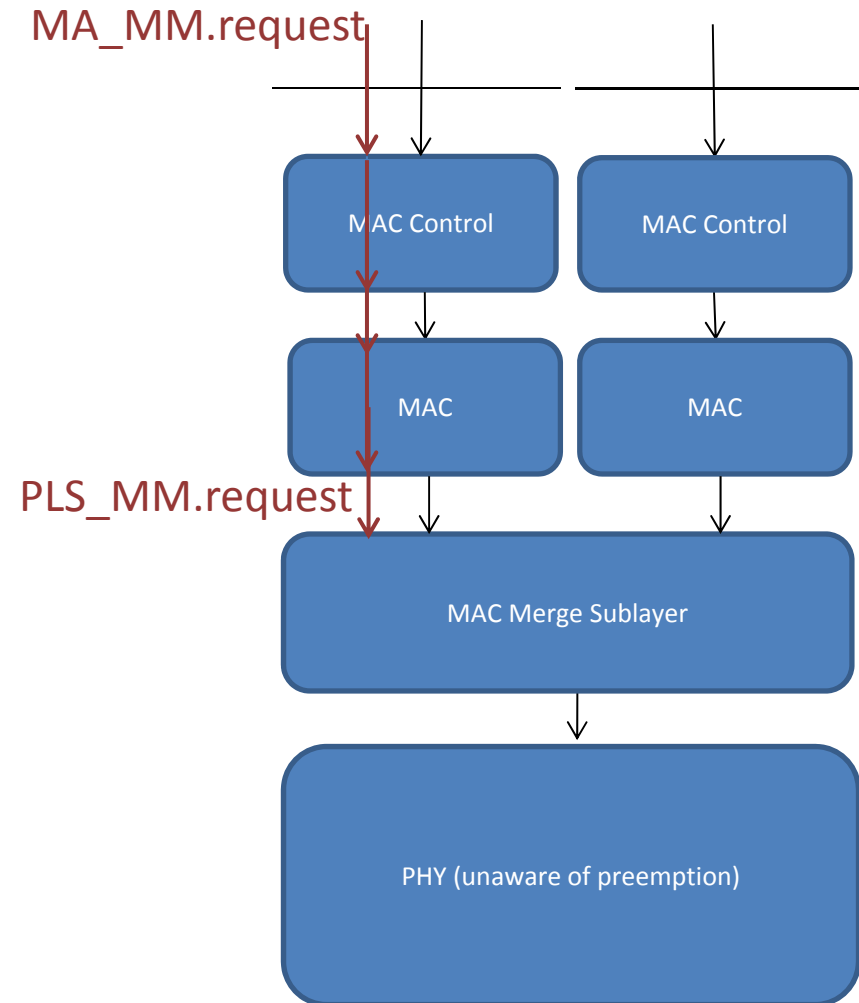 MA_MM.request
MAC Control
MAC Control
MAC
MAC
PLS_MM.request
MAC Merge Sublayer
PHY (unaware of preemption)